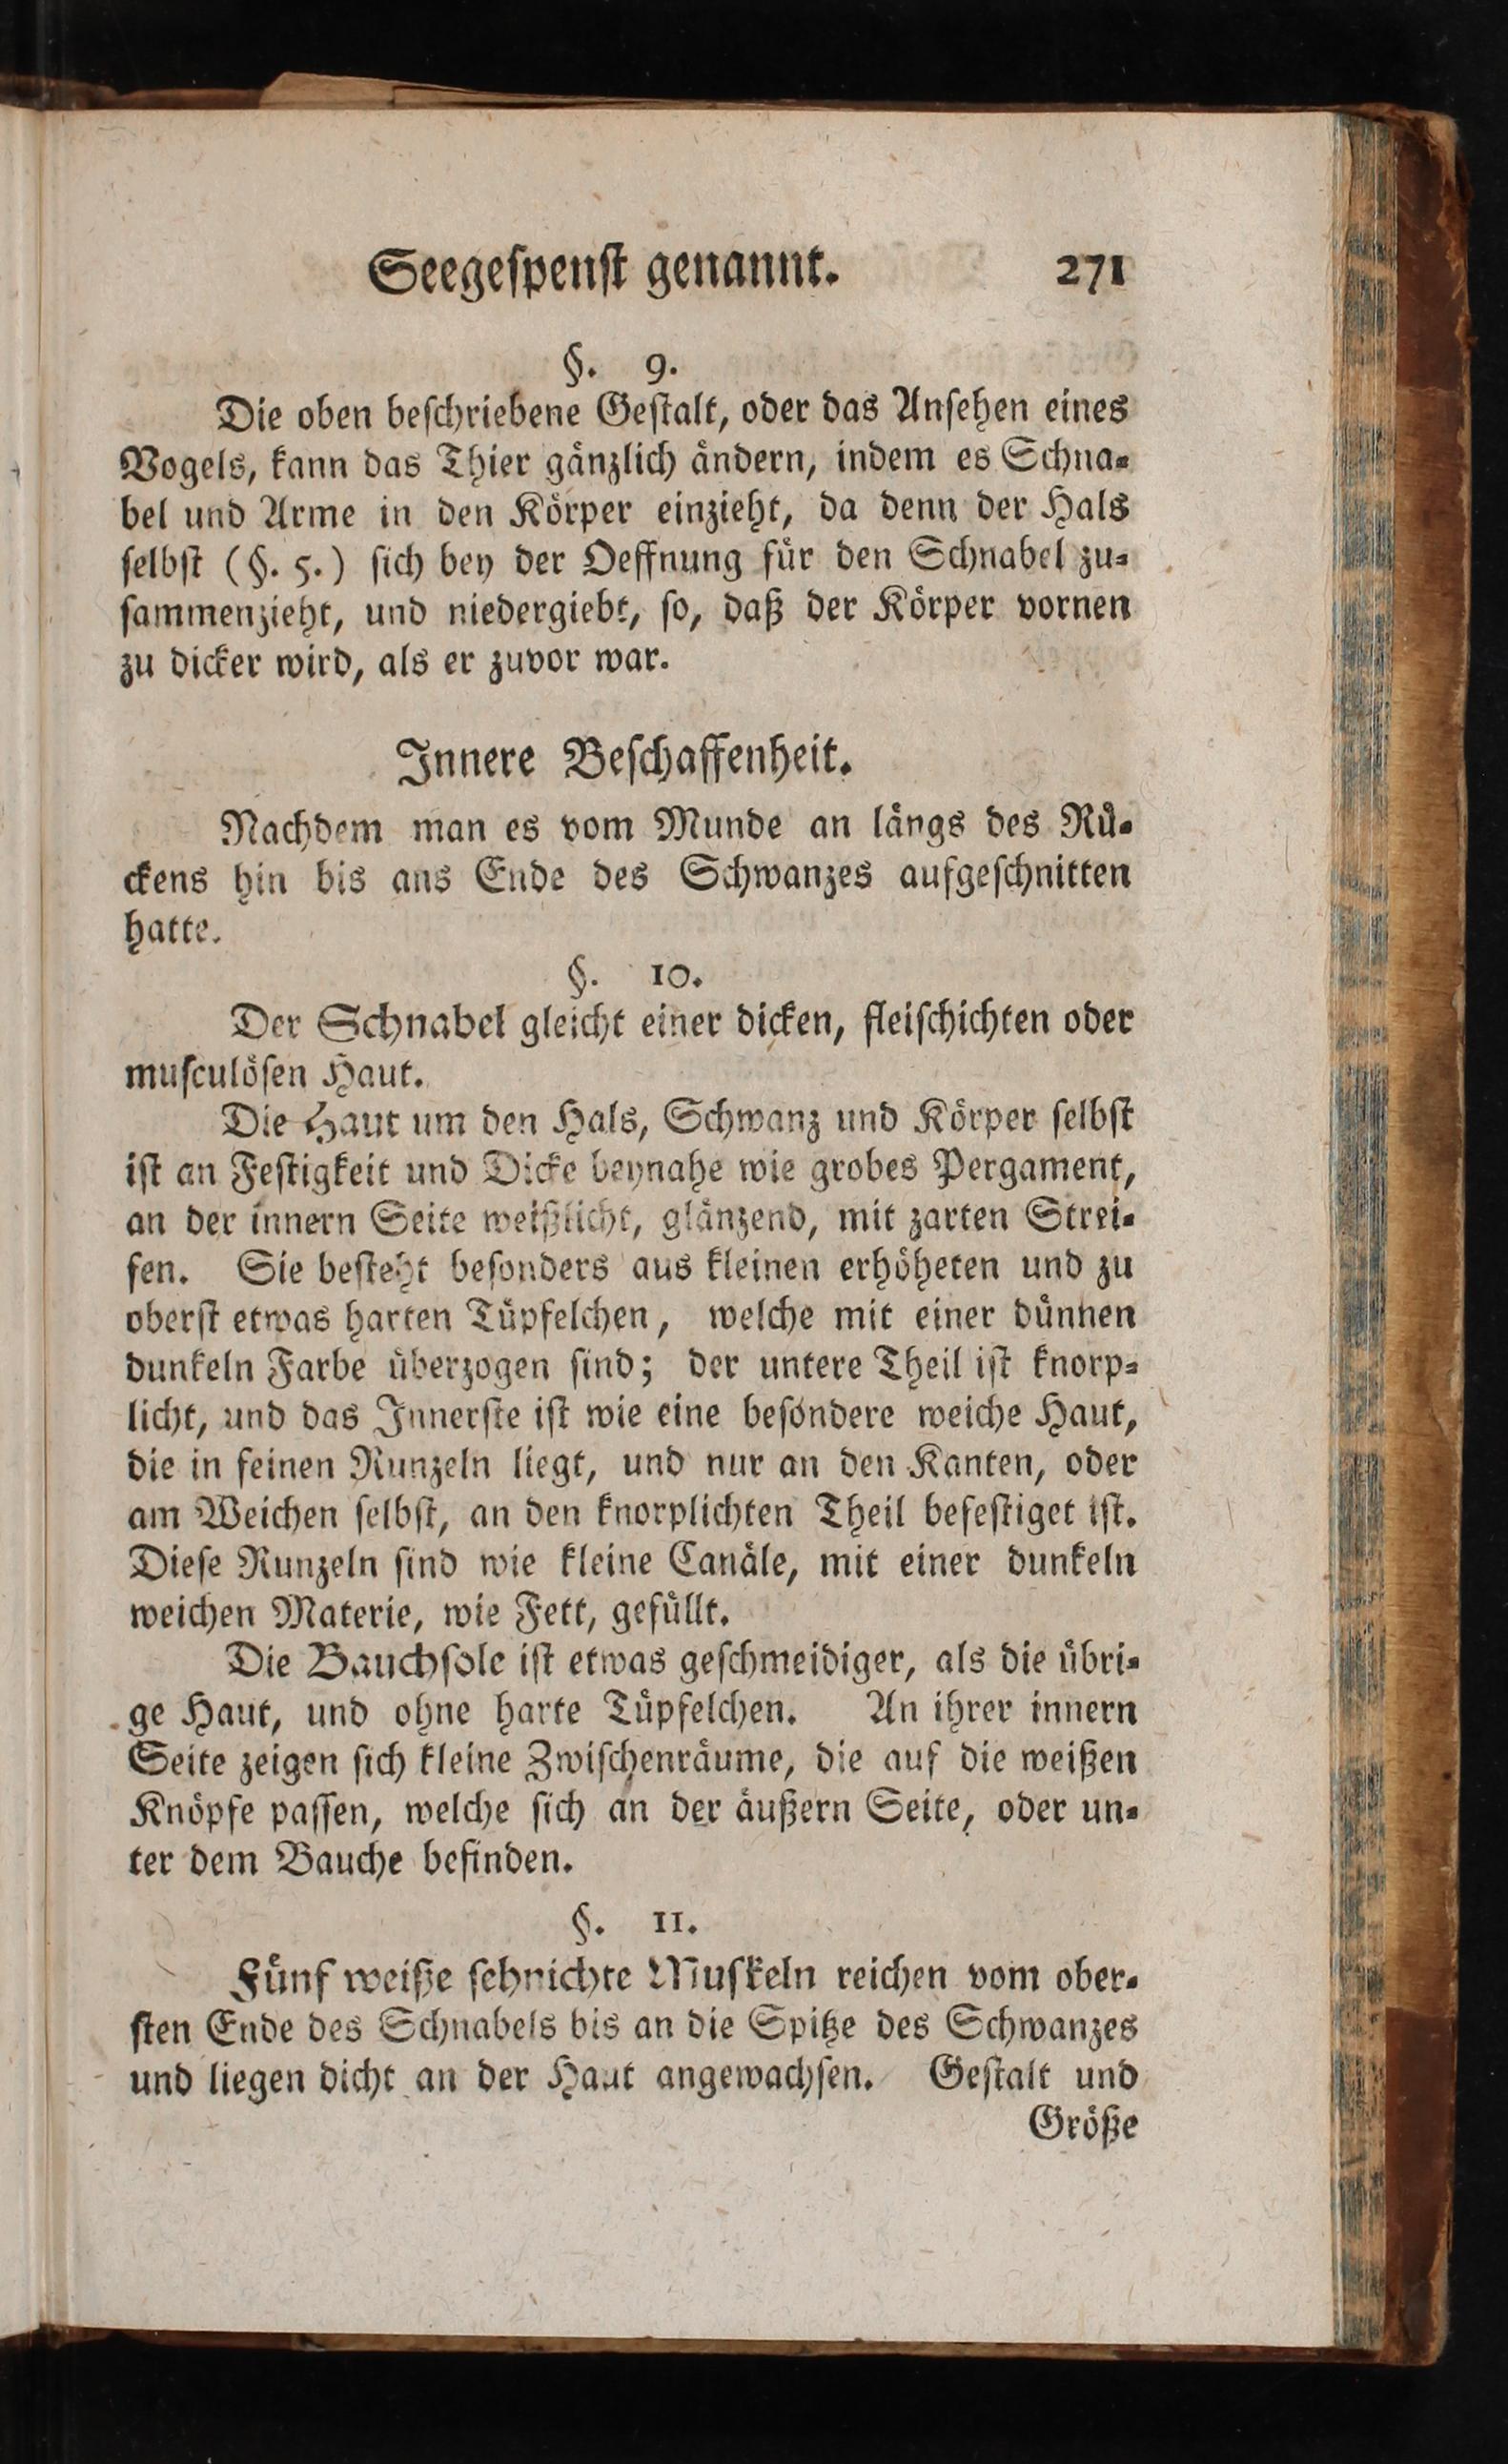 Seegeſpenſt genannt. 271
§. 9.
Die oben beſchriebene Geſtalt, oder das Anſehen eines
Vogels, kann das Thier gänzlich ändern, indem es Schna-
bel und Arme in den Körper einzieht, da denn der Hals
ſelbſt (§. 5.) ſich bey der Oeffnung für den Schnabel zu-
ſammenzieht, und niedergiebt, ſo, daß der Körper vornen
zu dicker wird, als er zuvor war.
Innere Beſchaffenheit.
Nachdem man es vom Munde an längs des Rü-
ckens hin bis ans Ende des Schwanzes aufgeſchnitten
hatte.
§. 10.
Der Schnabel gleicht einer dicken, fleiſchichten oder
muſculöſen Haut.
Die Haut um den Hals, Schwanz und Körper ſelbſt
iſt an Feſtigkeit und Dicke beynahe wie grobes Pergament,
an der innern Seite weißlicht, glänzend, mit zarten Strei-
fen. Sie beſteht beſonders aus kleinen erhöheten und zu
oberſt etwas harten Tüpfelchen, welche mit einer dünnen
dunkeln Farbe überzogen ſind; der untere Theil iſt knorp-
licht, und das Innerſte iſt wie eine beſondere weiche Haut,
die in feinen Runzeln liegt, und nur an den Kanten, oder
am Weichen ſelbſt, an den knorplichten Theil befeſtiget iſt.
Dieſe Runzeln ſind wie kleine Canäle, mit einer dunkeln
weichen Materie, wie Fett, gefüllt.
Die Bauchſole iſt etwas geſchmeidiger, als die übri-
ge Haut, und ohne harte Tüpfelchen. An ihrer innern
Seite zeigen ſich kleine Zwiſchenräume, die auf die weißen
Knöpfe paſſen, welche ſich an der äußern Seite, oder un-
ter dem Bauche befinden.
§. 11.
Fünf weiße ſehnichte Muſkeln reichen vom ober-
ſten Ende des Schnabels bis an die Spitze des Schwanzes
und liegen dicht an der Haut angewachſen. Geſtalt und
Größe